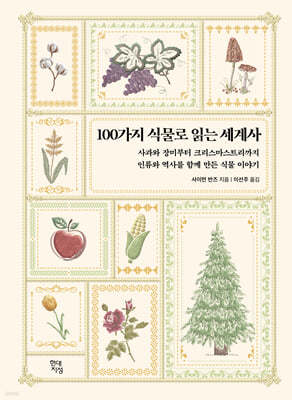 100가지 식물로 읽는 세계사
사과와 장미부터 크리스마스트리까지
인류와 역사를 함께 만든 식물 이야기
사이먼 반즈 지음 | 이선주 옮김
현대
지성